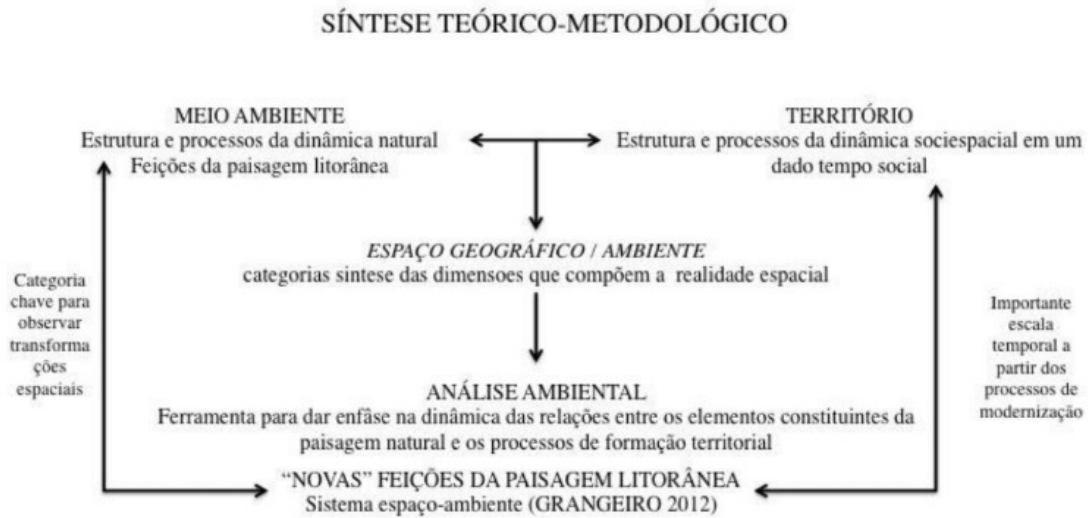 SÍNTESE TEÓRICO-METODOLÓGICO
MEIO AMBIENTE
Estrutura e processos da dinâmica natural
Feições da paisagem litorânea
TERRITÓRIO
Estrutura e processos da dinâmica sociespacial em um
dado tempo social
ESPAÇO GEOGRÁFICO / AMBIENTE
categorias sintese das dimensoes que compõem a realidade espacial
Categoria
chave para
observar
transforma
ções
espaciais
Importante
escala
temporal a
partir dos
processos de
modernização
ANÁLISE AMBIENTAL
Ferramenta para dar enfâse na dinâmica das relações entre os elementos constituintes da
paisagem natural e os processos de formação territorial
“NOVAS” FEIÇÕES DA PAISAGEM LITORÂNEA
Sistema espaço-ambiente (GRANGEIRO 2012)